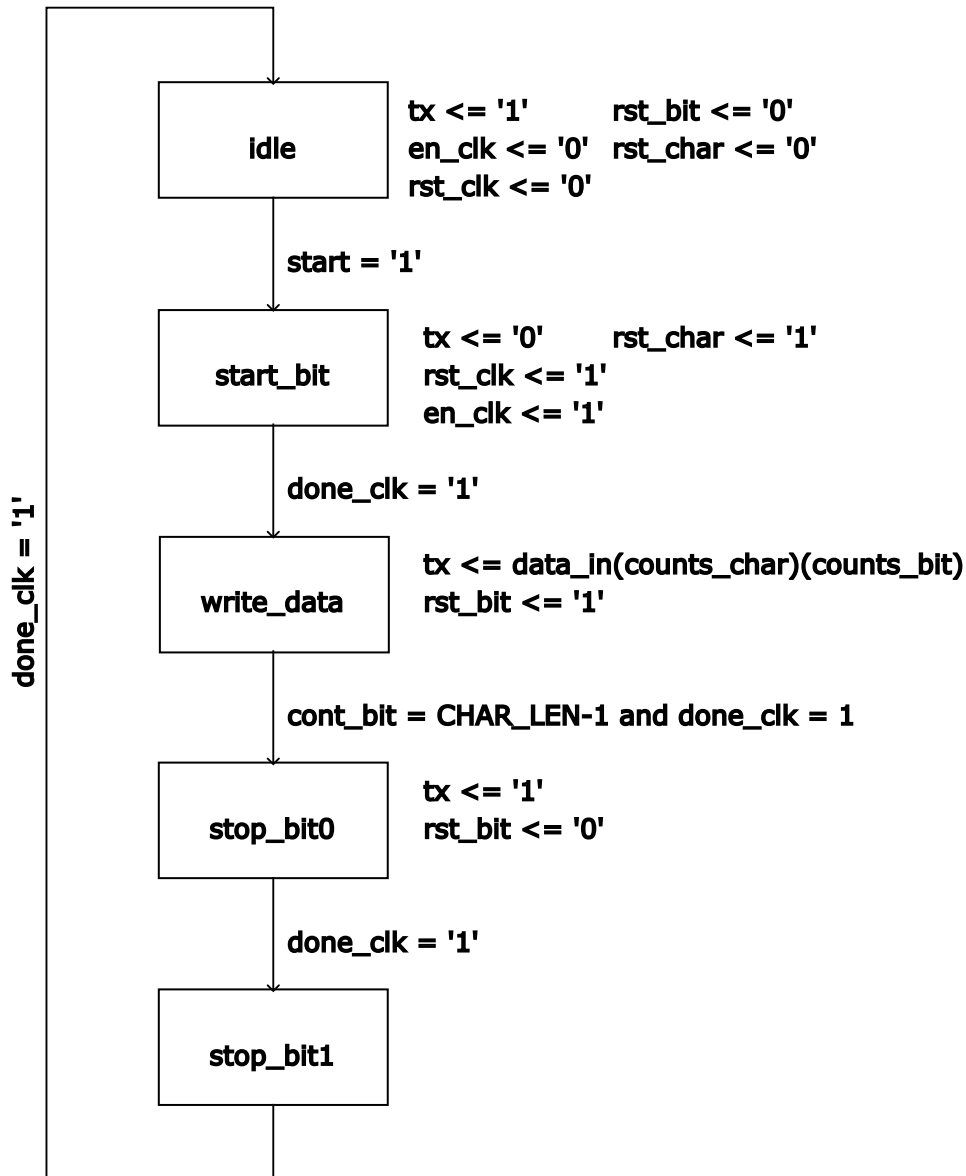 idle
tx <= '1' rst_bit <= '0'
en_clk <= '0' rst_char <= '0'
rst_clk <= '0'
start = '1'
start_bit
tx <= '0' rst_char <= '1'
rst_clk <= '1'
en_clk <= '1'
done_clk = '1'
write_data
tx <= data_in(counts_char)(counts_bit)
rst_bit <= '1'
cont_bit = CHAR_LEN-1 and done_clk = 1
stop_bit0
tx <= '1'
rst_bit <= '0'
done_clk = '1'
stop_bit1
done_clk = '1'